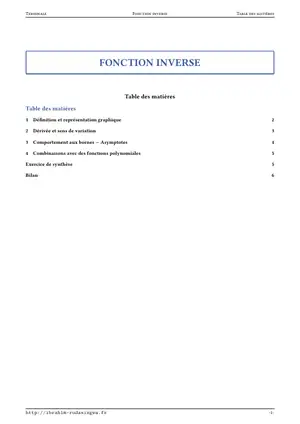 Terminale Fonction inverse Table des matières
FONCTION INVERSE
Table des matières
Table des matières
1 Définition et représentation graphique 2
2 Dérivée et sens de variation 3
3 Comportement aux bornes – Asymptotes 4
4 Combinaisons avec des fonctions polynomiales 5
Exercice de synthèse 5
Bilan 6